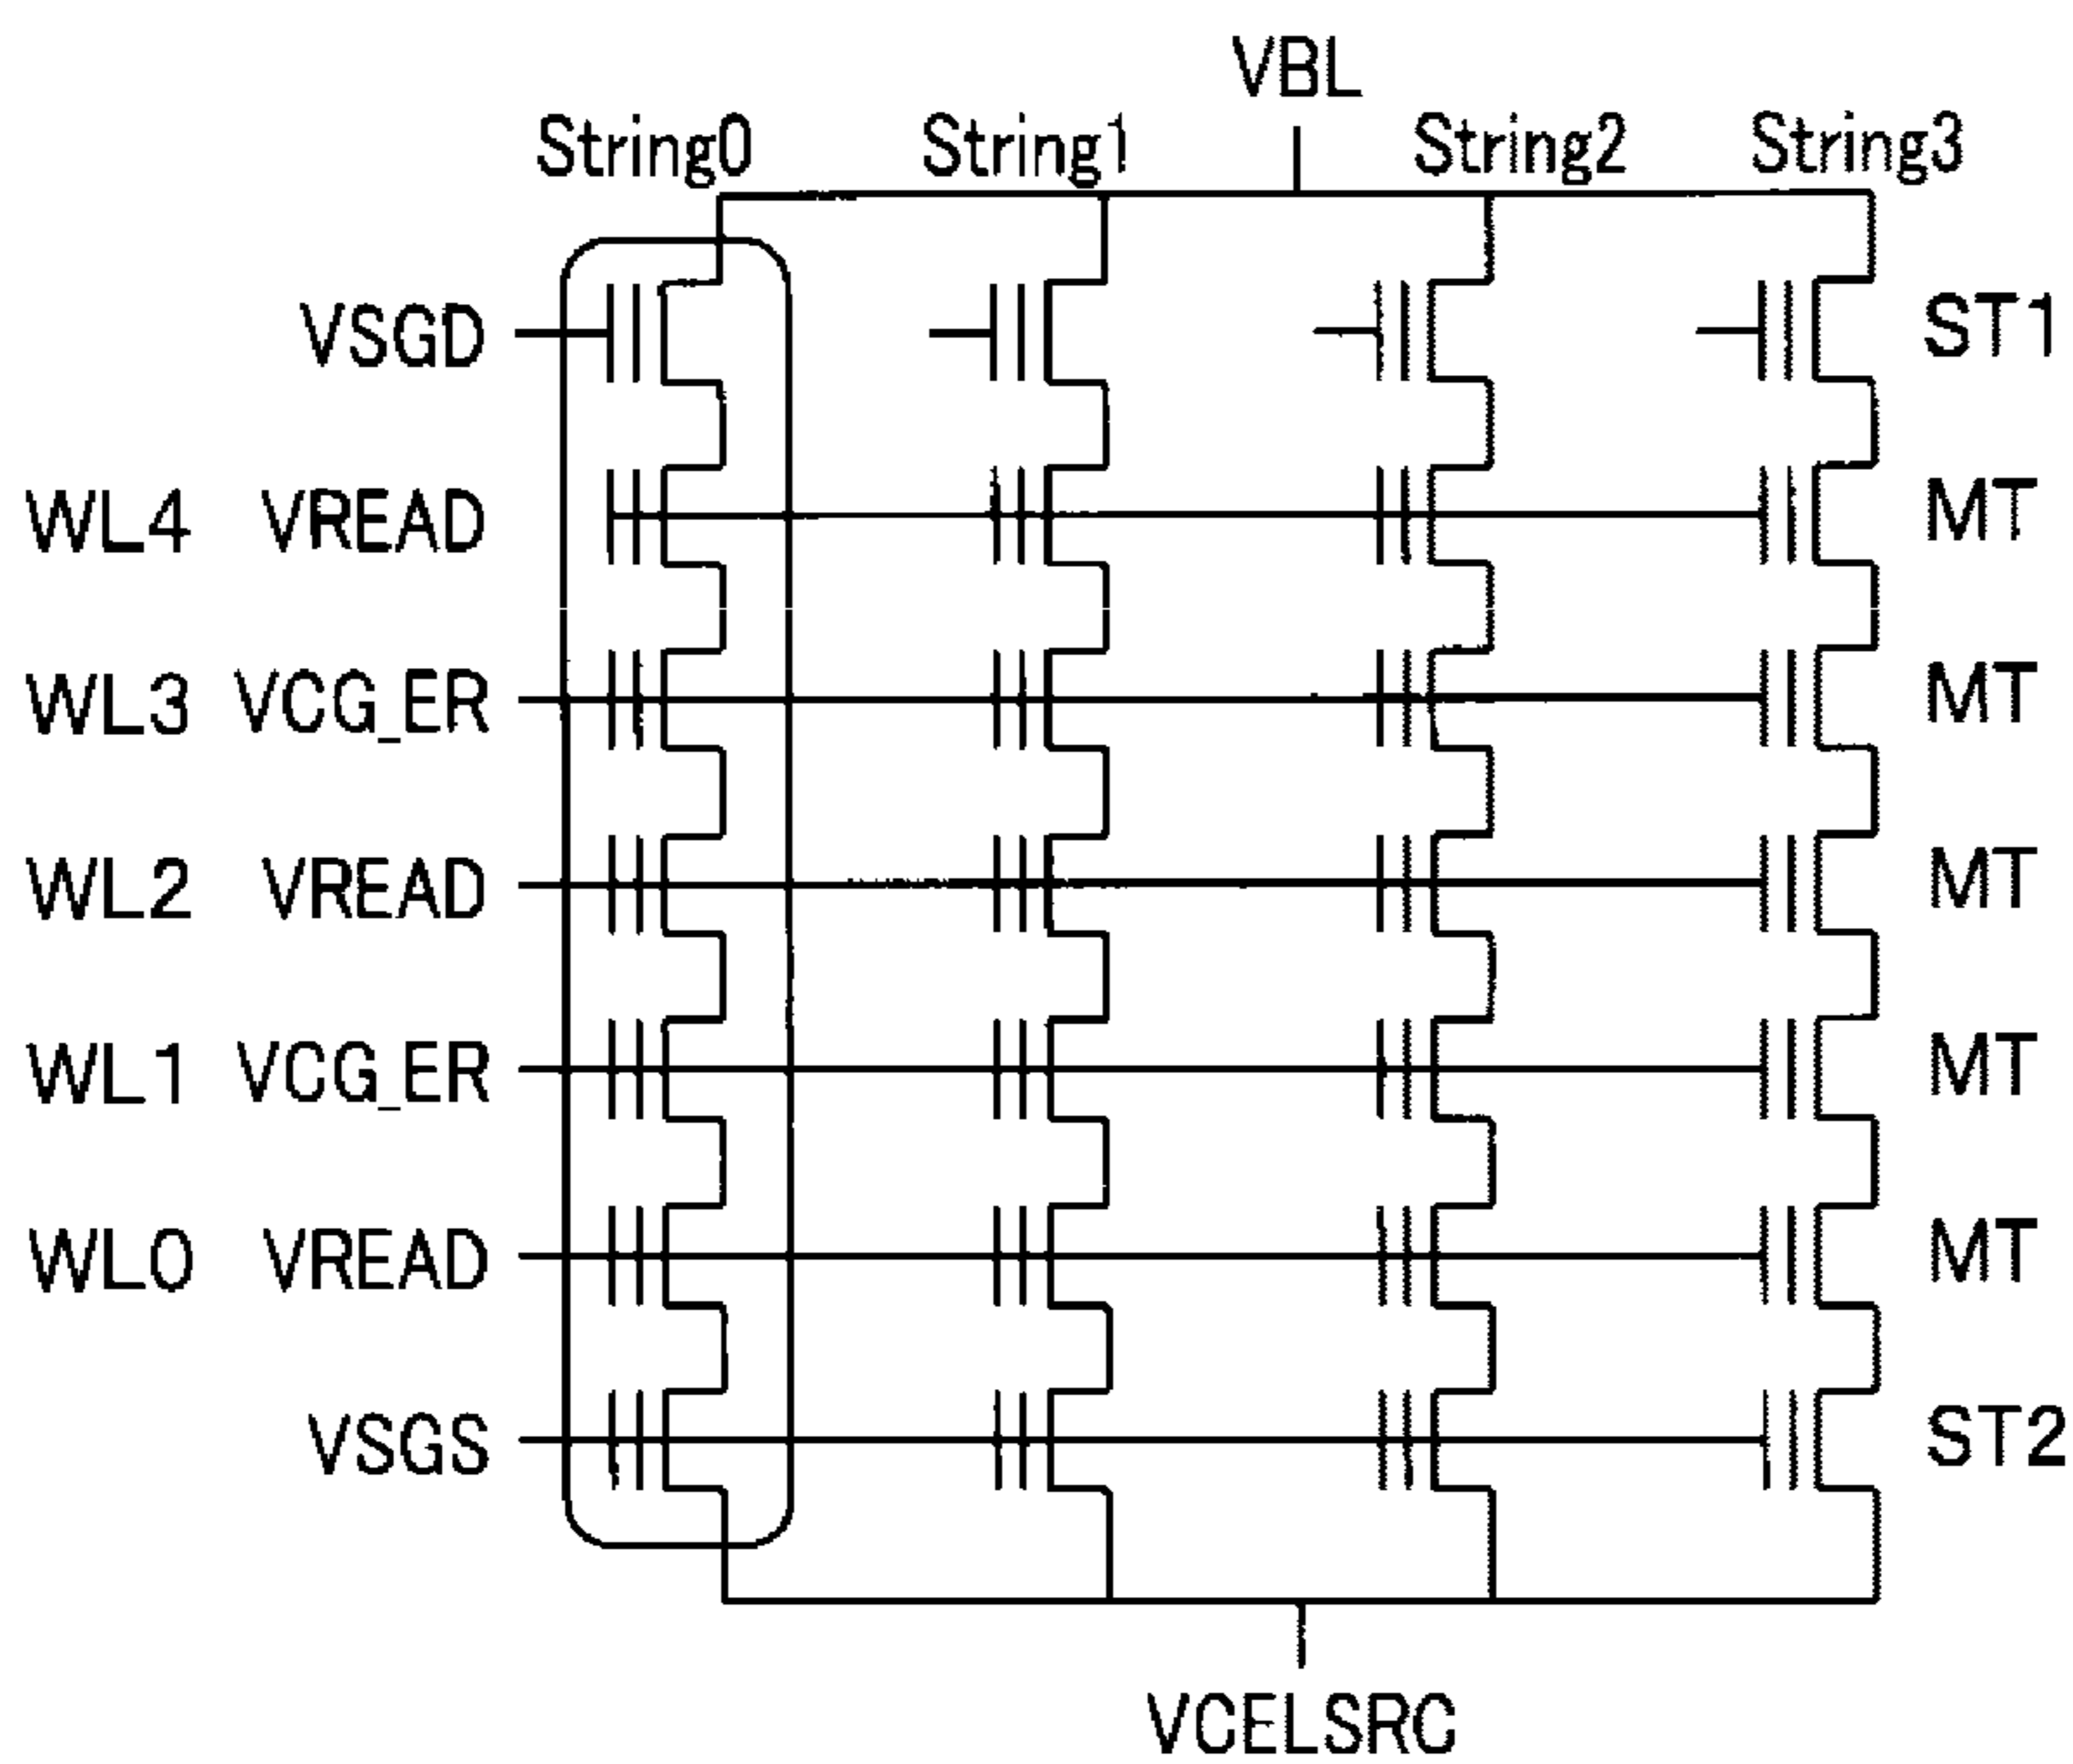 VBL
String0 String1 String2 String3
VSGD ST1
WL4 VREAD MT
WL3 VCG_ER MT
WL2 VREAD MT
WL1 VCG_ER MT
WL0 VREAD MT
VSGS ST2
VCELSRC